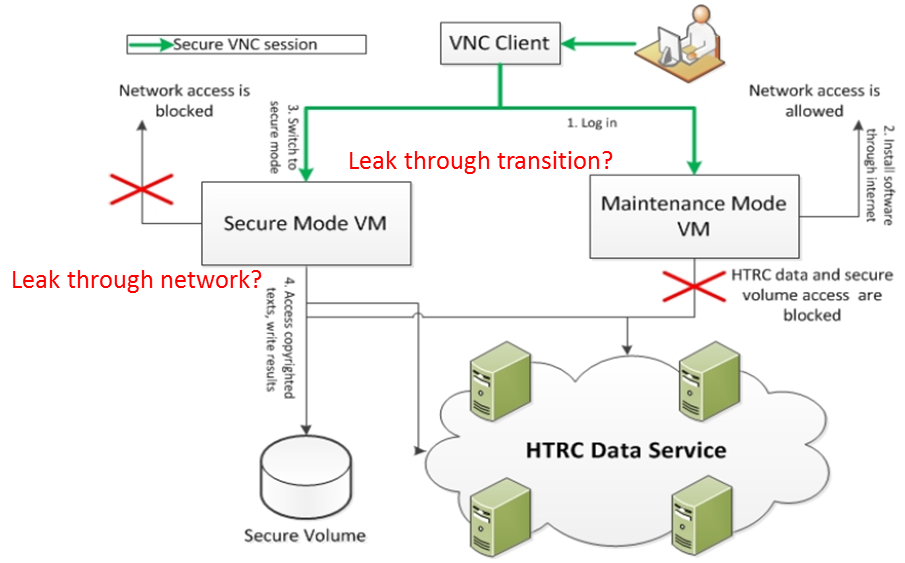 Secure VNC session
VNC Client
Network access is
blocked
Network access is
allowed
3. Switch to
secure mode
1. Log in
2. Install software
through internet
Leak through transition?
Secure Mode VM
Maintenance Mode
VM
Leak through network?
HTRC data and secure
volume access are
blocked
4. Access copyrighted
texts, write results
HTRC Data Service
Secure Volume